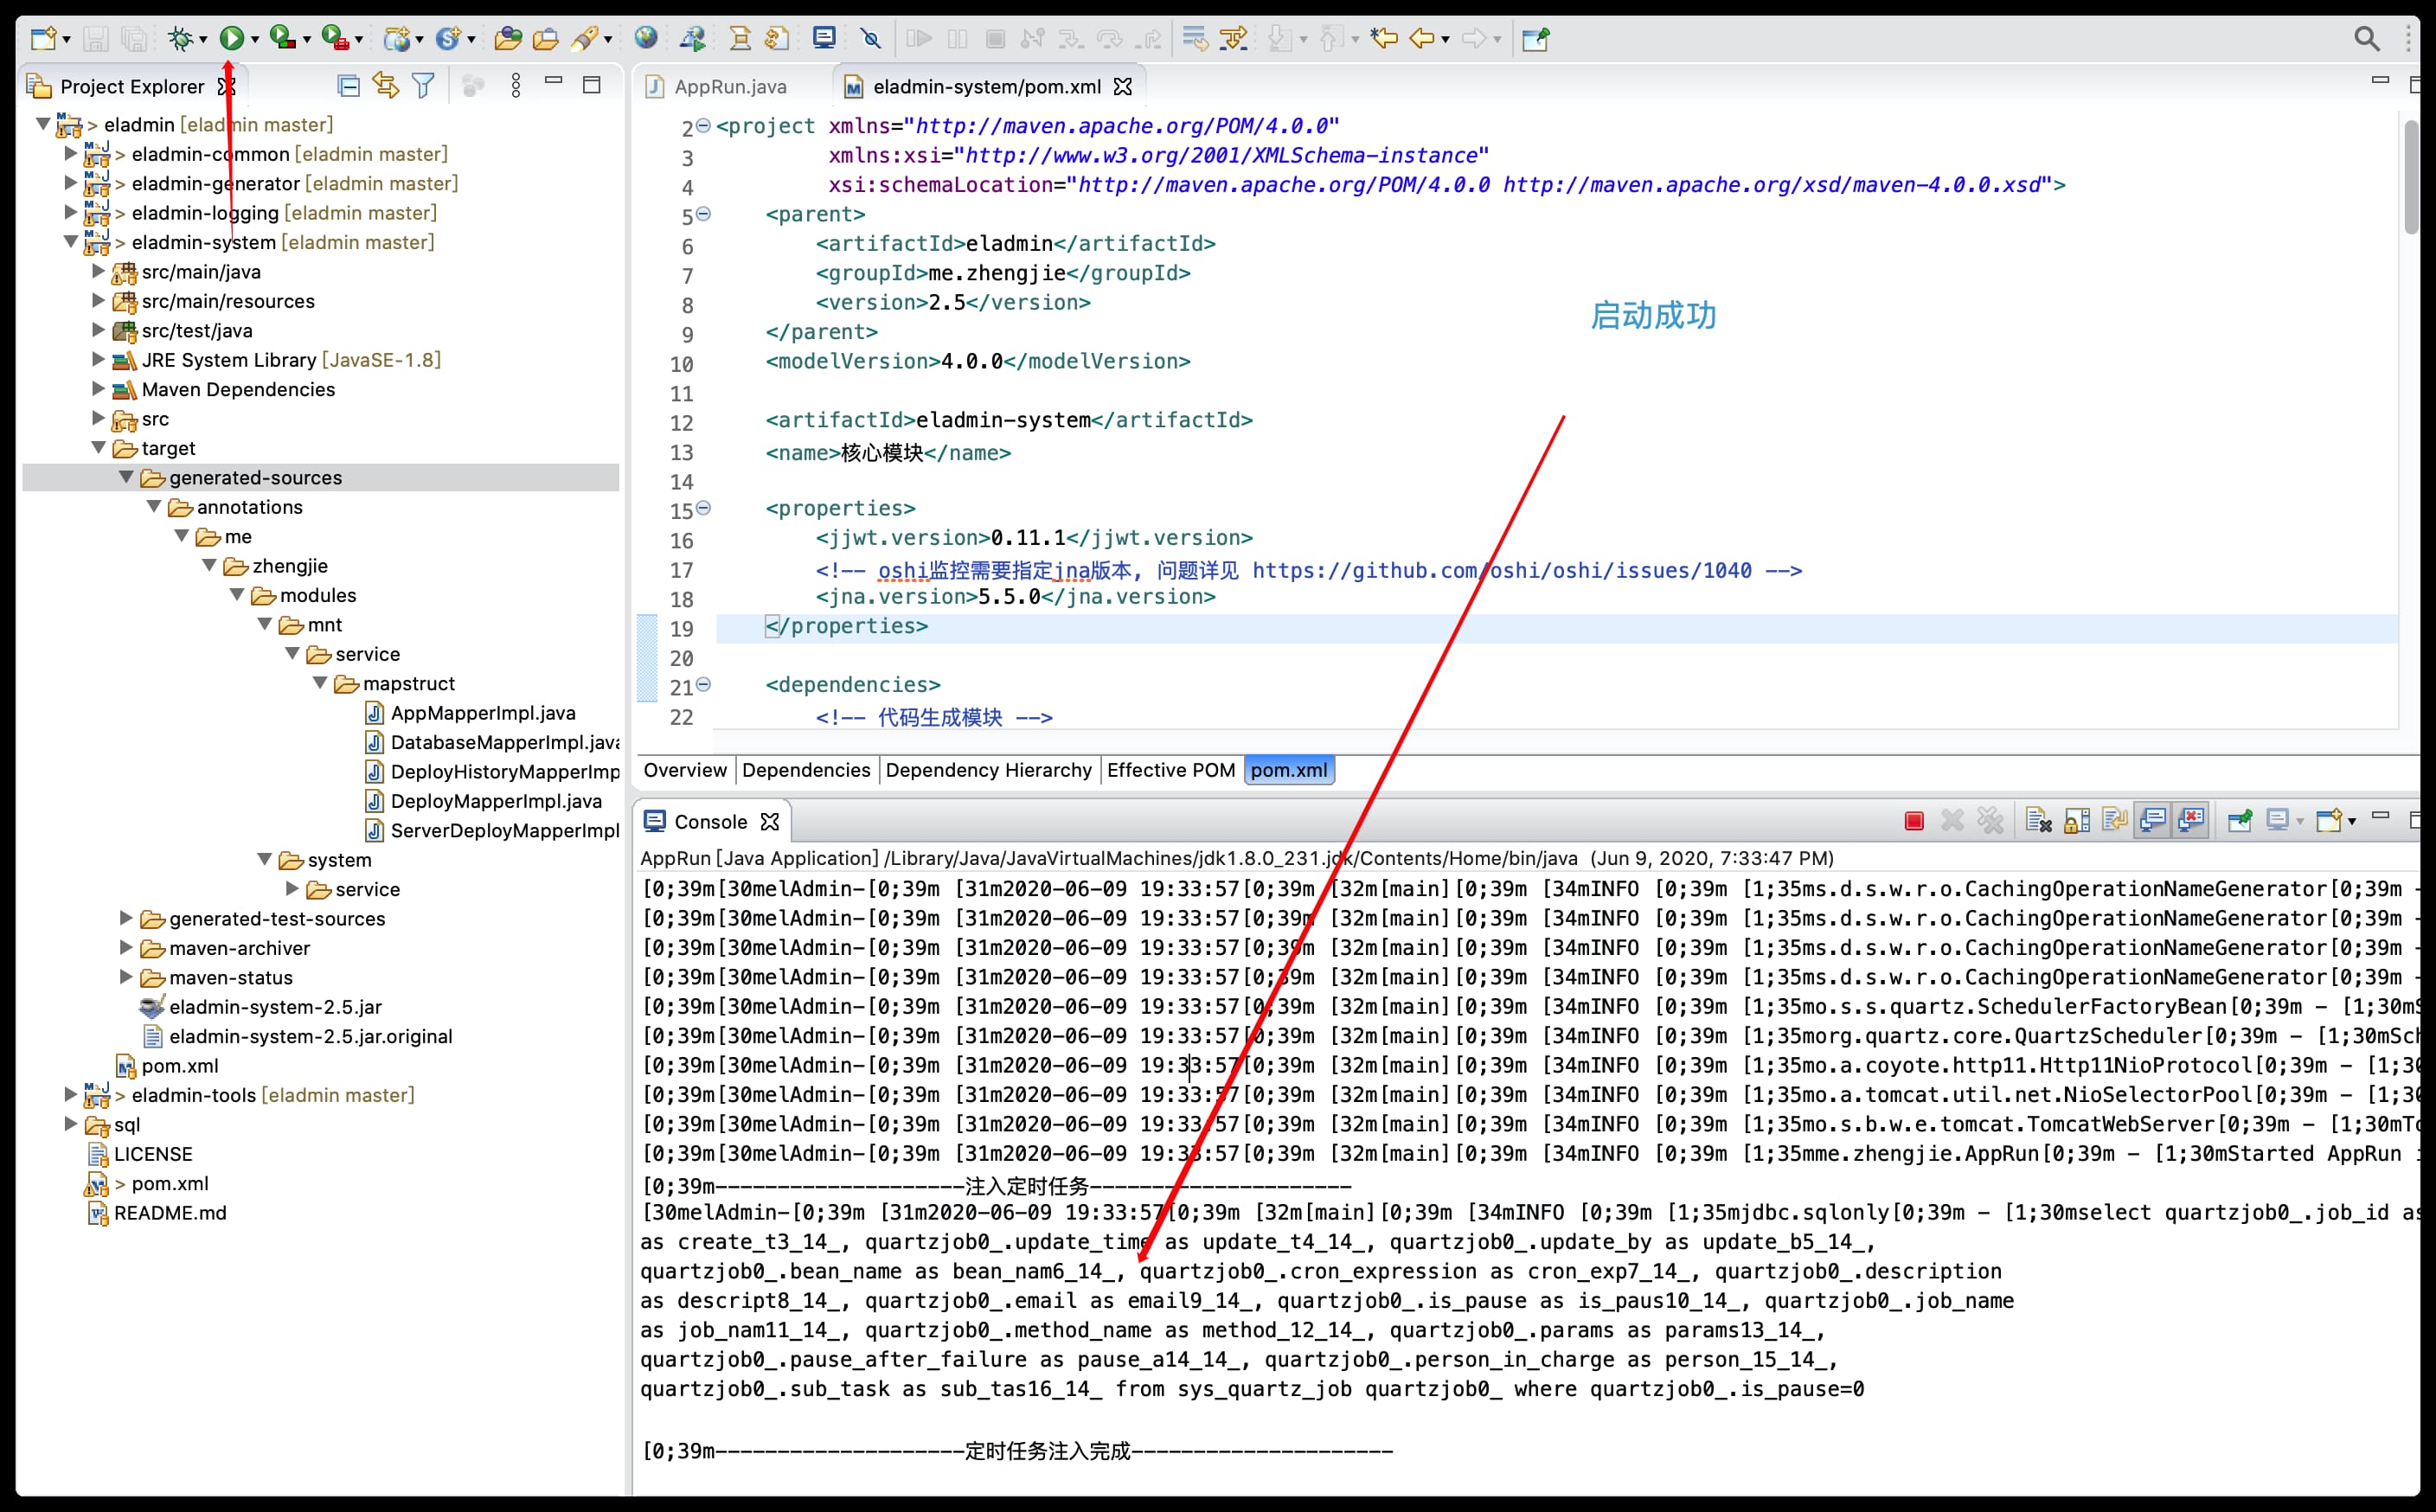 Project Explorer
> eladmin [eladmin master]
> eladmin-common [eladmin master]
> eladmin-generator [eladmin master]
> eladmin-logging [eladmin master]
> eladmin-system [eladmin master]
src/main/java
src/main/resources
src/test/java
JRE System Library [JavaSE-1.8]
Maven Dependencies
src
target
generated-sources
annotations
me
zhengjie
modules
mnt
service
mapstruct
AppMapperImpl.java
DatabaseMapperImpl.java
DeployHistoryMapperImp
DeployMapperImpl.java
ServerDeployMapperImpl
system
service
generated-test-sources
maven-archiver
maven-status
eladmin-system-2.5.jar
eladmin-system-2.5.jar.original
pom.xml
> eladmin-tools [eladmin master]
sql
LICENSE
> pom.xml
README.md
AppRun.java
eladmin-system/pom.xml
2 <project xmlns="http://maven.apache.org/POM/4.0.0"
3 xmlns:xsi="http://www.w3.org/2001/XMLSchema-instance"
4 xsi:schemaLocation="http://maven.apache.org/POM/4.0.0 http://maven.apache.org/xsd/maven-4.0.0.xsd">
5 <parent>
6 <artifactId>eladmin</artifactId>
7 <groupId>me.zhengjie</groupId>
8 <version>2.5</version>
9 </parent>
10 <modelVersion>4.0.0</modelVersion>
11
12 <artifactId>eladmin-system</artifactId>
13 <name>核心模块</name>
14
15 <properties>
16 <jjwt.version>0.11.1</jjwt.version>
17 <!-- oshi监控需要指定jna版本, 问题详见 https://github.com/oshi/oshi/issues/1040 -->
18 <jna.version>5.5.0</jna.version>
19 </properties>
20
21 <dependencies>
22 <!-- 代码生成模块 -->
启动成功
Overview
Dependencies
Dependency Hierarchy
Effective POM
pom.xml
Console
AppRun [Java Application] /Library/Java/JavaVirtualMachines/jdk1.8.0_231.jdk/Contents/Home/bin/java (Jun 9, 2020, 7:33:47 PM)
[0;39m[30melAdmin-[0;39m [31m2020-06-09 19:33:57[0;39m [32m[main][0;39m [34mINFO [0;39m [1;35ms.d.s.w.r.o.CachingOperationNameGenerator[0;39m -
[0;39m[30melAdmin-[0;39m [31m2020-06-09 19:33:57[0;39m [32m[main][0;39m [34mINFO [0;39m [1;35ms.d.s.w.r.o.CachingOperationNameGenerator[0;39m -
[0;39m[30melAdmin-[0;39m [31m2020-06-09 19:33:57[0;39m [32m[main][0;39m [34mINFO [0;39m [1;35ms.d.s.w.r.o.CachingOperationNameGenerator[0;39m -
[0;39m[30melAdmin-[0;39m [31m2020-06-09 19:33:57[0;39m [32m[main][0;39m [34mINFO [0;39m [1;35ms.d.s.w.r.o.CachingOperationNameGenerator[0;39m -
[0;39m[30melAdmin-[0;39m [31m2020-06-09 19:33:57[0;39m [32m[main][0;39m [34mINFO [0;39m [1;35mo.s.s.quartz.SchedulerFactoryBean[0;39m - [1;30mS
[0;39m[30melAdmin-[0;39m [31m2020-06-09 19:33:57[0;39m [32m[main][0;39m [34mINFO [0;39m [1;35morg.quartz.core.QuartzScheduler[0;39m - [1;30mSch
[0;39m[30melAdmin-[0;39m [31m2020-06-09 19:33:57[0;39m [32m[main][0;39m [34mINFO [0;39m [1;35mo.a.coyote.http11.Http11NioProtocol[0;39m - [1;30
[0;39m[30melAdmin-[0;39m [31m2020-06-09 19:33:57[0;39m [32m[main][0;39m [34mINFO [0;39m [1;35mo.a.tomcat.util.net.NioSelectorPool[0;39m - [1;30
[0;39m[30melAdmin-[0;39m [31m2020-06-09 19:33:57[0;39m [32m[main][0;39m [34mINFO [0;39m [1;35mo.s.b.w.e.tomcat.TomcatWebServer[0;39m - [1;30mTo
[0;39m[30melAdmin-[0;39m [31m2020-06-09 19:33:57[0;39m [32m[main][0;39m [34mINFO [0;39m [1;35mme.zhengjie.AppRun[0;39m - [1;30mStarted AppRun i
[0;39m--------------------注入定时任务---------------------
[30melAdmin-[0;39m [31m2020-06-09 19:33:57[0;39m [32m[main][0;39m [34mINFO [0;39m [1;35mjdbc.sqlonly[0;39m - [1;30mselect quartzjob0_.job_id as
as create_t3_14_, quartzjob0_.update_time as update_t4_14_, quartzjob0_.update_by as update_b5_14_,
quartzjob0_.bean_name as bean_nam6_14_, quartzjob0_.cron_expression as cron_exp7_14_, quartzjob0_.description
as descript8_14_, quartzjob0_.email as email9_14_, quartzjob0_.is_pause as is_paus10_14_, quartzjob0_.job_name
as job_nam11_14_, quartzjob0_.method_name as method_12_14_, quartzjob0_.params as params13_14_,
quartzjob0_.pause_after_failure as pause_a14_14_, quartzjob0_.person_in_charge as person_15_14_,
quartzjob0_.sub_task as sub_tas16_14_ from sys_quartz_job quartzjob0_ where quartzjob0_.is_pause=0
[0;39m--------------------定时任务注入完成---------------------